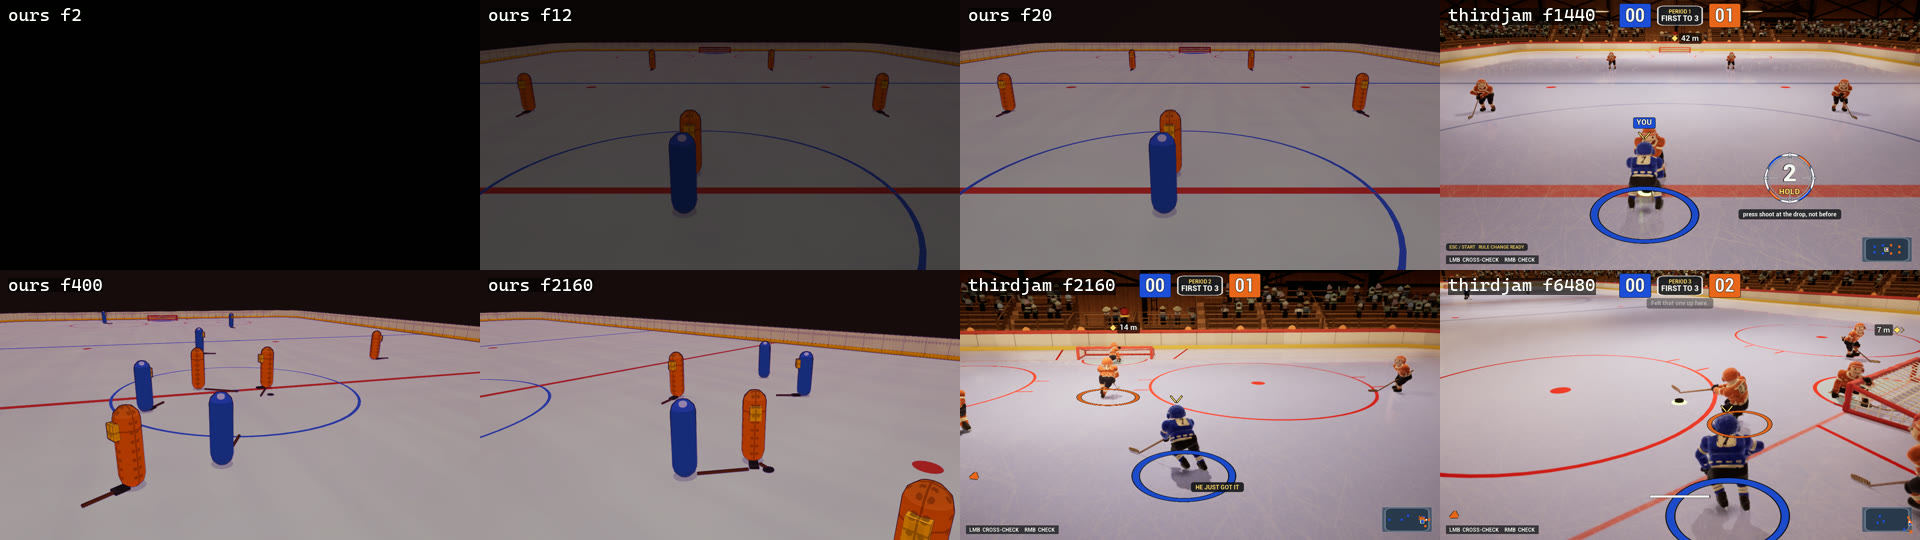 ours f2
ours f12
ours f20
thirdjam f1440
00
PERIOD 1
FIRST TO 3
01
42 m
YOU
7
2
HOLD
press shoot at the drop, not before
ESC / START RULE CHANGE READY
LMB CROSS-CHECK RMB CHECK
ours f400
ours f2160
thirdjam f2160
00
PERIOD 2
FIRST TO 3
01
14 m
7
HE JUST GOT IT
LMB CROSS-CHECK RMB CHECK
thirdjam f6480
00
PERIOD 3
FIRST TO 3
02
Felt that one up here.
7 m
7
LMB CROSS-CHECK RMB CHECK